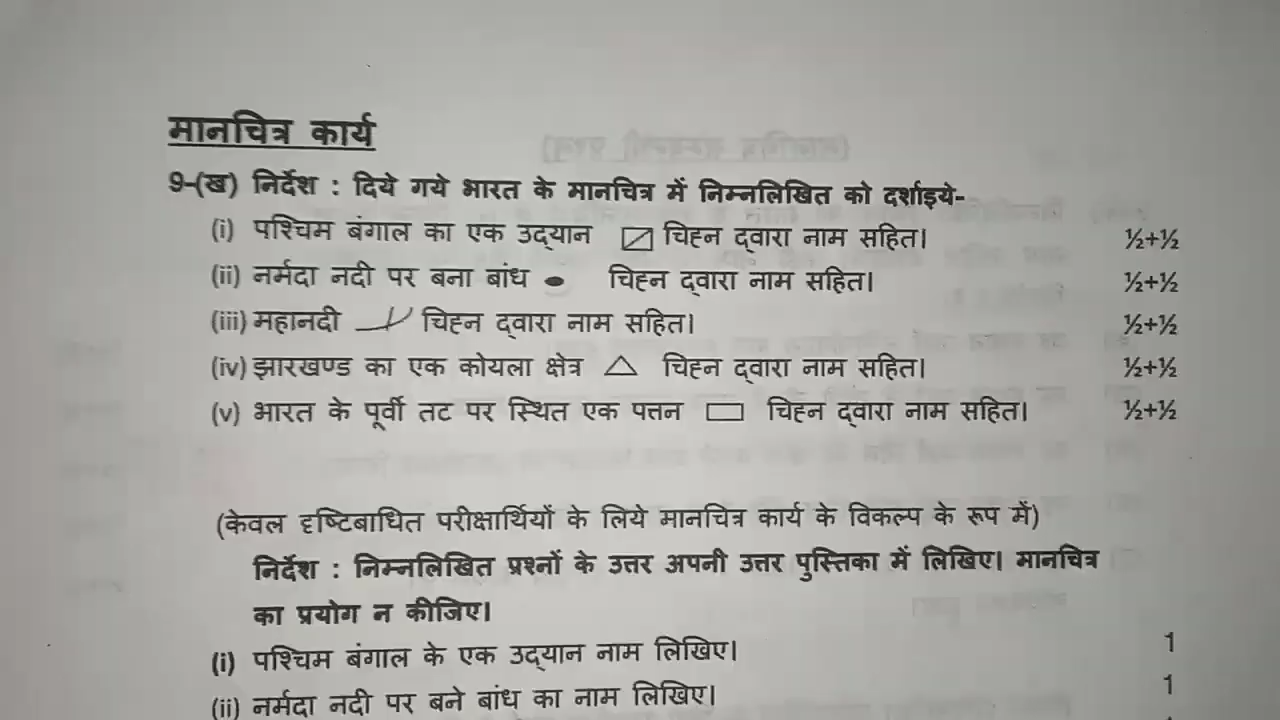 मानचित्र कार्य
9-(ख) निर्देश : दिये गये भारत के मानचित्र में निम्नलिखित को दर्शाइये-
(i) पश्चिम बंगाल का एक उद्यान चिह्न द्वारा नाम सहित। ½+½
(ii) नर्मदा नदी पर बना बांध चिह्न द्वारा नाम सहित। ½+½
(iii) महानदी चिह्न द्वारा नाम सहित। ½+½
(iv) झारखण्ड का एक कोयला क्षेत्र चिह्न द्वारा नाम सहित। ½+½
(v) भारत के पूर्वी तट पर स्थित एक पत्तन चिह्न द्वारा नाम सहित। ½+½
(केवल दृष्टिबाधित परीक्षार्थियों के लिये मानचित्र कार्य के विकल्प के रूप में)
निर्देश : निम्नलिखित प्रश्नों के उत्तर अपनी उत्तर पुस्तिका में लिखिए। मानचित्र
का प्रयोग न कीजिए।
(i) पश्चिम बंगाल के एक उद्यान नाम लिखिए। 1
(ii) नर्मदा नदी पर बने बांध का नाम लिखिए। 1